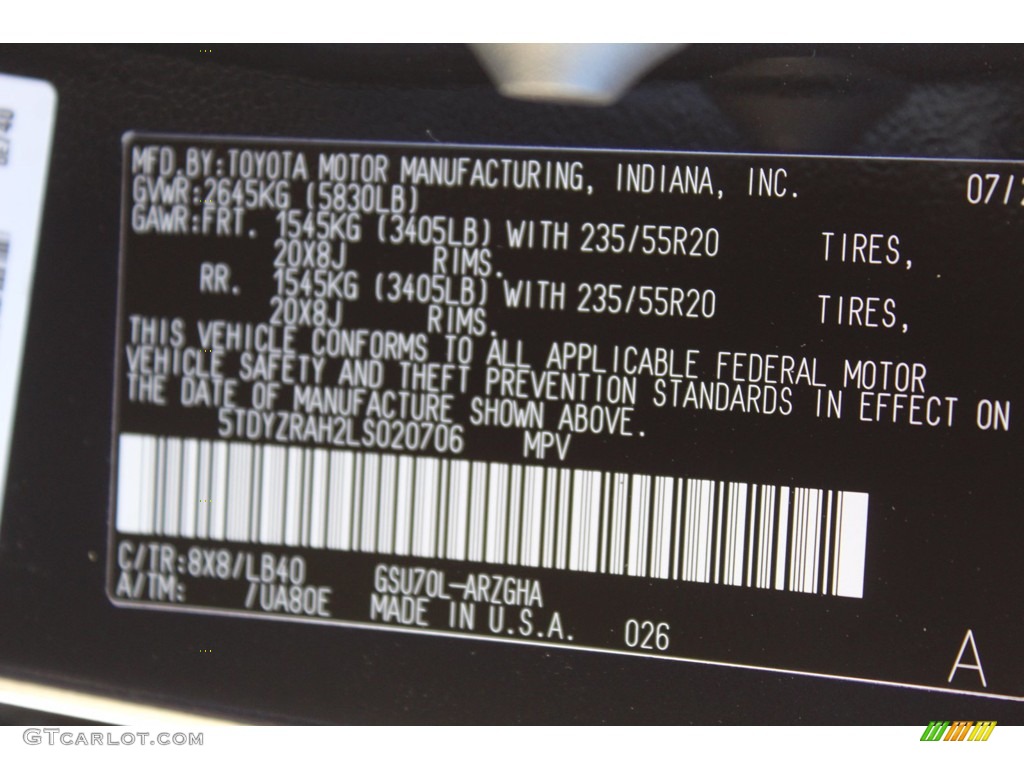 MFD.BY:TOYOTA MOTOR MANUFACTURING, INDIANA, INC. 07/
GVWR:2645KG (5830LB)
GAWR:FRT. 1545KG (3405LB) WITH 235/55R20 TIRES,
20X8J RIMS.
RR. 1545KG (3405LB) WITH 235/55R20 TIRES,
20X8J RIMS.
THIS VEHICLE CONFORMS TO ALL APPLICABLE FEDERAL MOTOR
VEHICLE SAFETY AND THEFT PREVENTION STANDARDS IN EFFECT ON
THE DATE OF MANUFACTURE SHOWN ABOVE.
5TDYZRAH2LS020706 MPV
C/TR:8X8/LB40 GSU70L-ARZGHA
A/TM: /UA80E MADE IN U.S.A. 026
A
GTCARLOT.COM